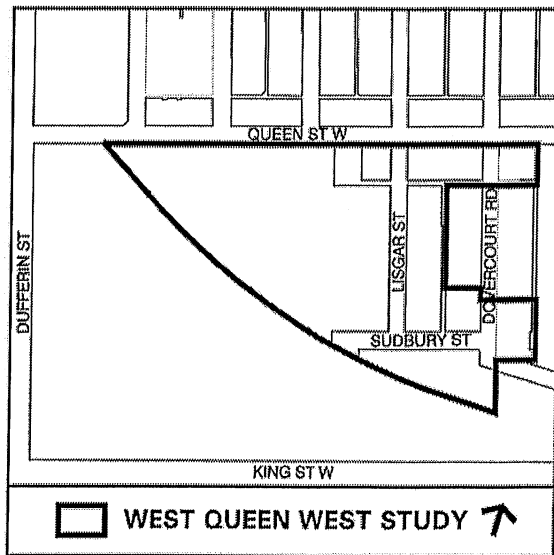 QUEEN ST W
DUFFERIN ST
LISGAR ST
DOVERCOURT RD
SUDBURY ST
KING ST W
WEST QUEEN WEST STUDY